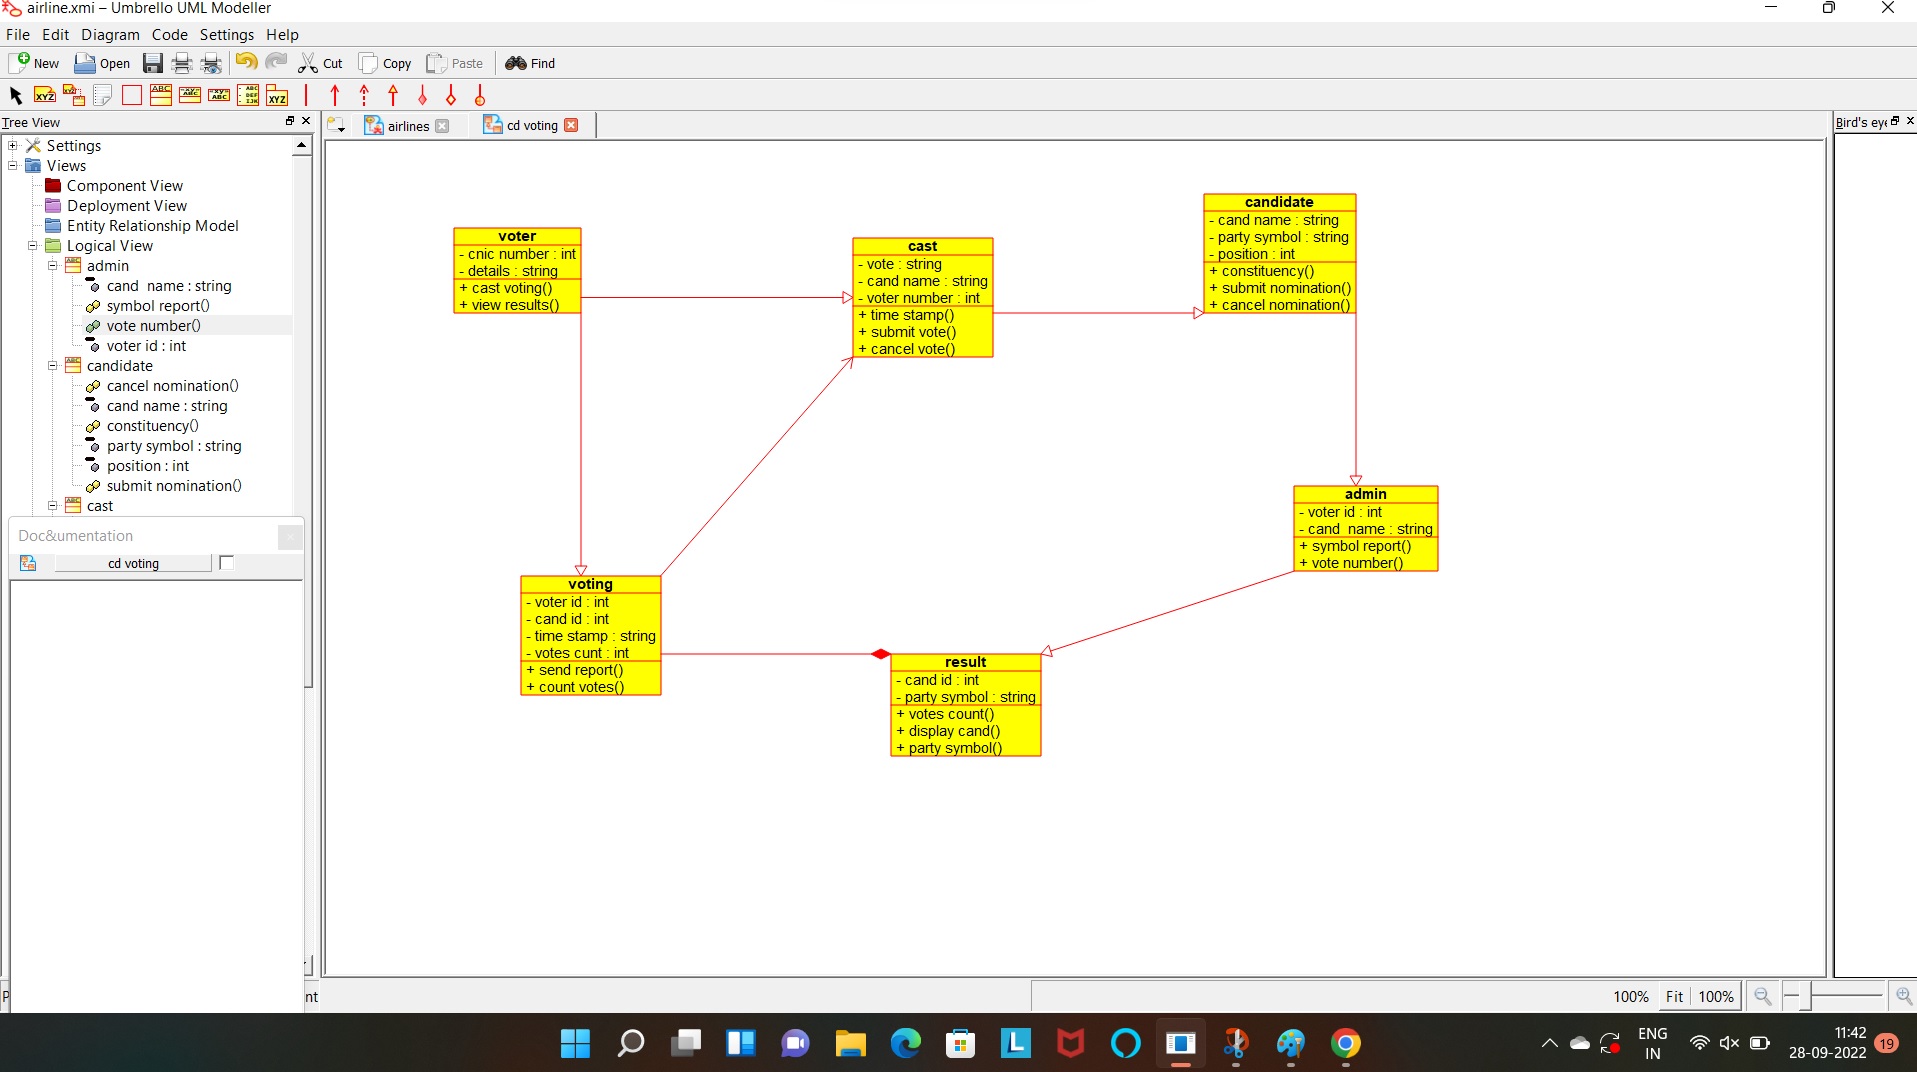 airline.xmi – Umbrello UML Modeller
File Edit Diagram Code Settings Help
New Open Cut Copy Paste Find
XYZ XYZ ABC XYZ
Tree View
airlines
cd voting
Bird's eye
Settings
Views
Component View
Deployment View
Entity Relationship Model
Logical View
admin
cand  name : string
symbol report()
vote number()
voter id : int
candidate
cancel nomination()
cand name : string
constituency()
party symbol : string
position : int
submit nomination()
cast
Doc&umentation
cd voting
voter
- cnic number : int
- details : string
+ cast voting()
+ view results()
cast
- vote : string
- cand name : string
- voter number : int
+ time stamp()
+ submit vote()
+ cancel vote()
candidate
- cand name : string
- party symbol : string
- position : int
+ constituency()
+ submit nomination()
+ cancel nomination()
admin
- voter id : int
- cand  name : string
+ symbol report()
+ vote number()
voting
- voter id : int
- cand id : int
- time stamp : string
- votes cunt : int
+ send report()
+ count votes()
result
- cand id : int
- party symbol : string
+ votes count()
+ display cand()
+ party symbol()
P nt
100% Fit 100%
L
ENG
IN
11:42
28-09-2022
19